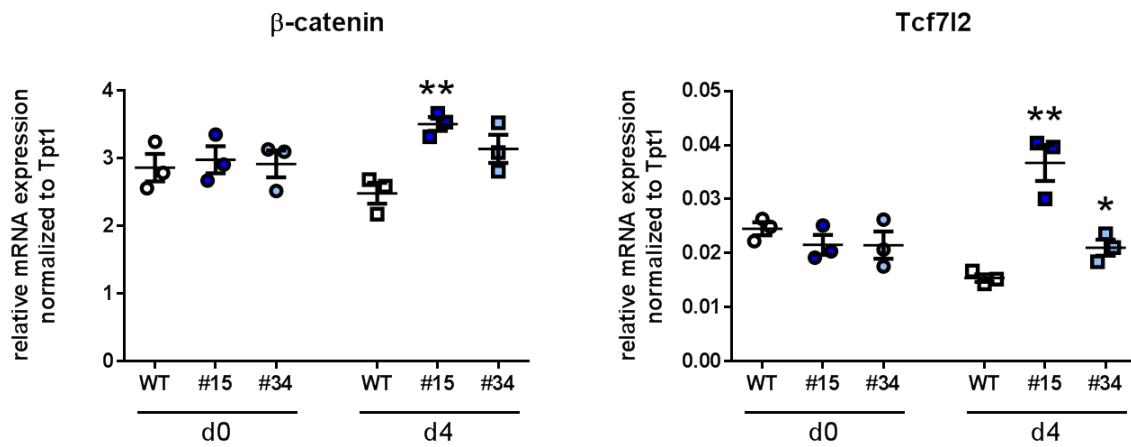 β-catenin
relative mRNA expression
normalized to Tpt1
4
3
2
1
0
**
WT #15 #34 WT #15 #34
d0 d4
Tcf7l2
relative mRNA expression
normalized to Tpt1
0.05
0.04
0.03
0.02
0.01
0.00
**
*
WT #15 #34 WT #15 #34
d0 d4